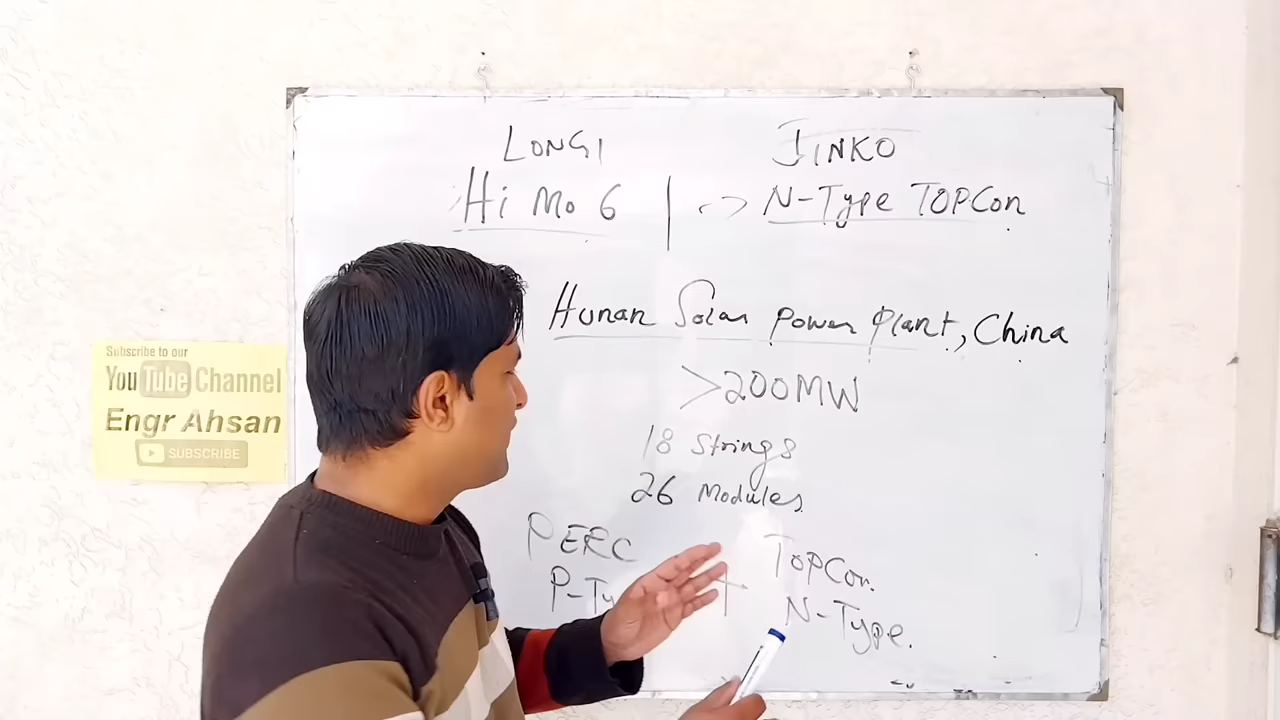 LONGI JINKO
Hi Mo 6 N-Type TOPCon
Hunan Solar Power Plant, China
>200MW
18 Strings
26 Modules
PERC TOPCon.
P-Ty N-Type.
Subscribe to our
YouTube Channel
Engr Ahsan
SUBSCRIBE